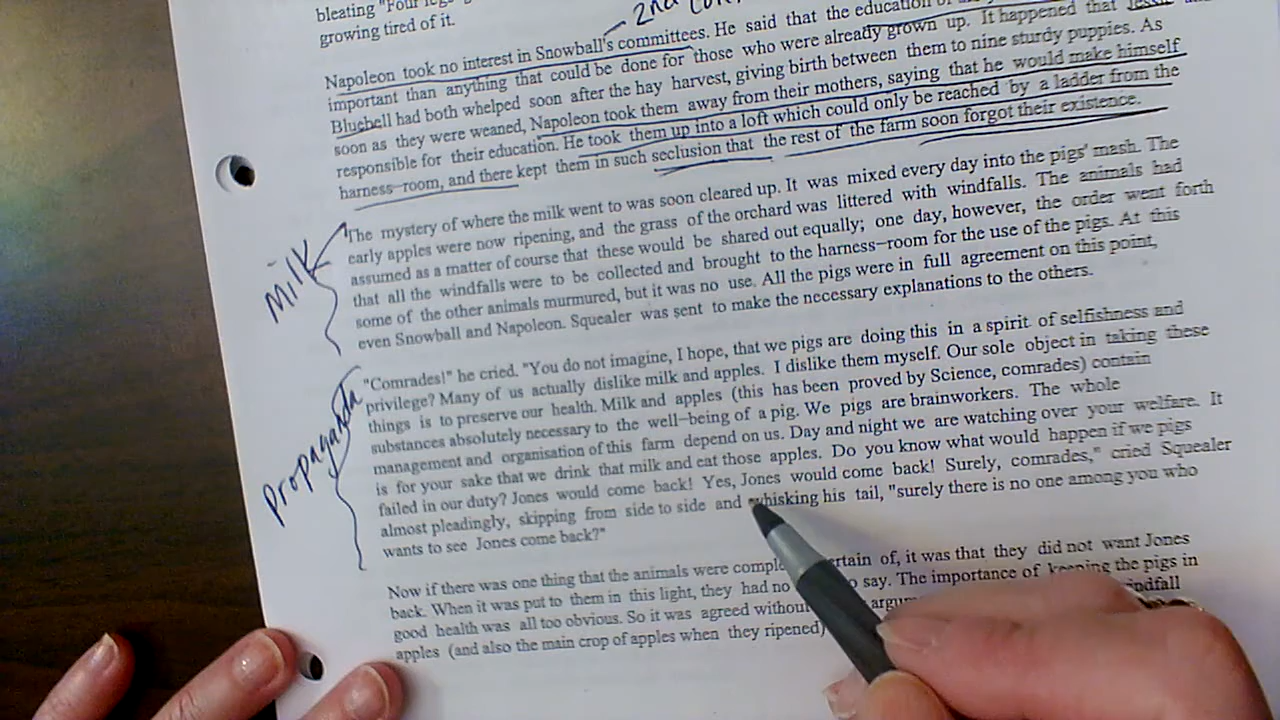 bleating "Four legs
growing tired of it.
2nd
Napoleon took no interest in Snowball's committees. He said that the education of
important than anything that could be done for those who were already grown up. It happened that Jessie and
Bluebell had both whelped soon after the hay harvest, giving birth between them to nine sturdy puppies. As
soon as they were weaned, Napoleon took them away from their mothers, saying that he would make himself
responsible for their education. He took them up into a loft which could only be reached by a ladder from the
harness-room, and there kept them in such seclusion that the rest of the farm soon forgot their existence.
Milk
The mystery of where the milk went to was soon cleared up. It was mixed every day into the pigs' mash. The
early apples were now ripening, and the grass of the orchard was littered with windfalls. The animals had
assumed as a matter of course that these would be shared out equally; one day, however, the order went forth
that all the windfalls were to be collected and brought to the harness-room for the use of the pigs. At this
some of the other animals murmured, but it was no use. All the pigs were in full agreement on this point,
even Snowball and Napoleon. Squealer was sent to make the necessary explanations to the others.
Propaganda
"Comrades!" he cried. "You do not imagine, I hope, that we pigs are doing this in a spirit of selfishness and
privilege? Many of us actually dislike milk and apples. I dislike them myself. Our sole object in taking these
things is to preserve our health. Milk and apples (this has been proved by Science, comrades) contain
substances absolutely necessary to the well-being of a pig. We pigs are brainworkers. The whole
management and organisation of this farm depend on us. Day and night we are watching over your welfare. It
is for your sake that we drink that milk and eat those apples. Do you know what would happen if we pigs
failed in our duty? Jones would come back! Yes, Jones would come back! Surely, comrades," cried Squealer
almost pleadingly, skipping from side to side and whisking his tail, "surely there is no one among you who
wants to see Jones come back?"
Now if there was one thing that the animals were comple rtain of, it was that they did not want Jones
back. When it was put to them in this light, they had no o say. The importance of keeping the pigs in
good health was all too obvious. So it was agreed without argum indfall
apples (and also the main crop of apples when they ripened)